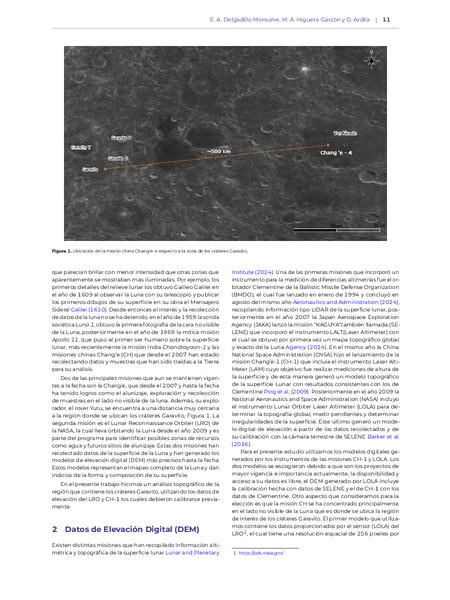 E. A. Delgadillo Monsalve, M. A. Higuera-Garzón y D. Ardila | 11
Garavito Y
Garavito X
Garavito Q
Garavito
~500 km
Von Kármán
Chang´e - 4
Figura 1. Ubicación de la misión china Chang'e-4 respecto a la zona de los cráteres Garavito.
que parecían brillar con menor intensidad que otras zonas que
aparentemente se mostraban más iluminadas. Por ejemplo, los
primeros detalles del relieve lunar los obtuvo Galileo Galilei en
el año de 1609 al observar la Luna con su telescopio y publicar
los primeros dibujos de su superficie en su obra el Mensajero
Sideral Galilei (1610). Desde entonces el interés y la recolección
de datos de la luna no se ha detenido, en el año de 1959 la sonda
soviética Luna 3, obtuvo la primera fotografía de la cara no visible
de la Luna, posteriormente en el año de 1969 la mítica misión
Apollo 11, que puso al primer ser humano sobre la superficie
lunar, más recientemente la misión India Chandrayaan-1 y las
misiones chinas Chang'e (CH) que desde el 2007 han estado
recolectando datos y muestras que han sido traídas a la Tierra
para su análisis.
Dos de las principales misiones que aun se mantienen vigen-
tes a la fecha son la Chang'e, que desde el 2007 y hasta la fecha
ha tenido logros como el alunizaje, exploración y recolección
de muestras en el lado no visible de la luna. Además, su explo-
rador, el rover Yutu, se encuentra a una distancia muy cercana
a la región donde se ubican los cráteres Garavito, Figura 1. La
segunda misión es el Lunar Reconnaissance Orbiter (LRO) de
la NASA, la cual lleva orbitando la Luna desde el año 2009 y es
parte del programa para identificar posibles zonas de recursos
como agua y futuros sitios de alunizaje. Estas dos misiones han
recolectado datos de la superficie lunar y han generado los
modelos de elevación digital (DEM) más precisos hasta la fecha.
Estos modelos representan el mapeo completo de la Luna y dan
indicios de la forma y composición de su superficie.
En el presente trabajo hicimos un análisis topográfico de la
región que contiene los cráteres Garavito, utilizando los datos de
elevación del LRO y CH-1 los cuales debieron calibrarse previa-
mente.
2 Datos de Elevación Digital (DEM)
Existen distintas misiones que han recopilado información alti-
métrica y topográfica de la superficie lunar Lunar and Planetary
Institute (2024). Una de las primeras misiones que incorporó un
instrumento para la medición de diferencias altimétricas fue el or-
bitador Clementine de la Ballistic Missile Defense Organization
(BMDO), el cual fue lanzado en enero de 1994 y concluyó en
agosto del mismo año Aeronautics and Administration (2024),
recopilando información tipo LIDAR de la superficie lunar, pos-
teriormente en el año 2007 la Japan Aerospace Exploration
Agency (JAXA) lanzó la misión "KAGUYA" también llamada (SE-
LENE) que incorporó el instrumento LALT(Laser Altimeter) con
el cual se obtuvo por primera vez un mapa topográfico global
y exacto de la Luna Agency (2024). En el mismo año la China
National Space Administration (CNSA) hizo el lanzamiento de la
misión Chang'e-1 (CH-1) que incluía el instrumento Laser Alti-
Meter (LAM) cuyo objetivo fue realizar mediciones de altura de
la superficie y de esta manera generó un modelo topográfico
de la superficie Lunar con resultados consistentes con los de
Clementine Ping et al. (2009). Posteriormente en el año 2009 la
National Aeronautics and Space Administration (NASA) incluyo
el instrumento Lunar Orbiter Laser Altimeter (LOLA) para de-
terminar la topografía global, medir pendientes y determinar
irregularidades de la superficie. Este último generó un mode-
lo digital de elevación a partir de los datos recolectados y de
su calibración con la cámara terrestre de SELENE Barker et al.
(2016).
Para el presente estudio utilizamos los modelos digitales ge-
nerados por los instrumentos de las misiones CH-1 y LOLA. Los
dos modelos se escogieron debido a que son los proyectos de
mayor vigencia e importancia actualmente, la disponibilidad y
acceso a su datos es libre, el DEM generado por LOLA incluye
la calibración hecha con datos de SELENE y el de CH-1 con los
datos de Clementine. Otro aspecto que consideramos para la
elección es que la misión CH se ha concentrado principalmente
en el lado no visible de la Luna que es donde se ubica la región
de interés de los cráteres Garavito. El primer modelo que utiliza-
mos contiene los datos proporcionados por el sensor (LOLA) del
LRO1, el cual tiene una resolución espacial de 256 pixeles por
1 https://pds.nasa.gov/